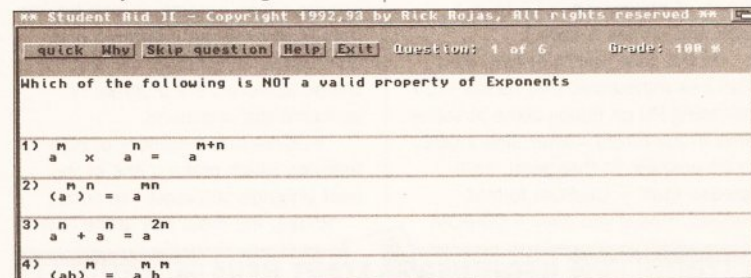 ** Student Aid ][ - Copyright 1992,93 by Rick Rojas, All rights reserved **
quick Why Skip question Help Exit Question: 1 of 6 Grade: 100 %
Which of the following is NOT a valid property of Exponents
1) a^m x a^n = a^m+n
2) (a^m)^n = a^mn
3) a^n + a^n = a^2n
4) (ab)^m = a^m b^m